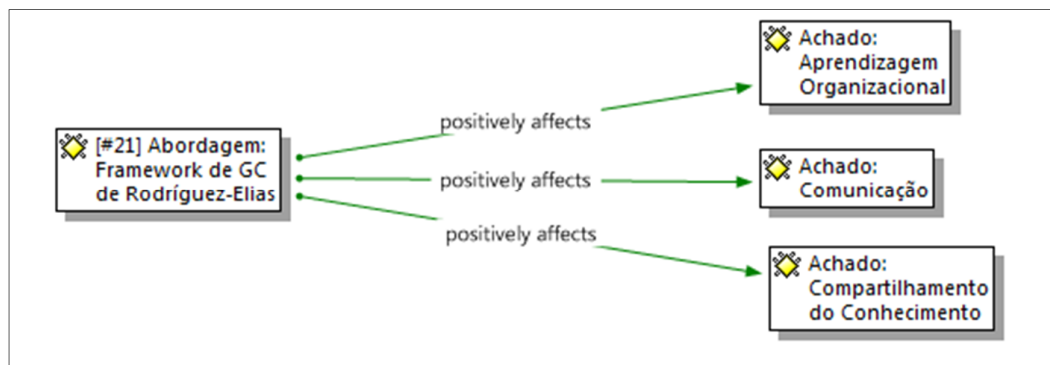 [#21] Abordagem:
Framework de GC
de Rodríguez-Elias
positively affects
positively affects
positively affects
Achado:
Aprendizagem
Organizacional
Achado:
Comunicação
Achado:
Compartilhamento
do Conhecimento